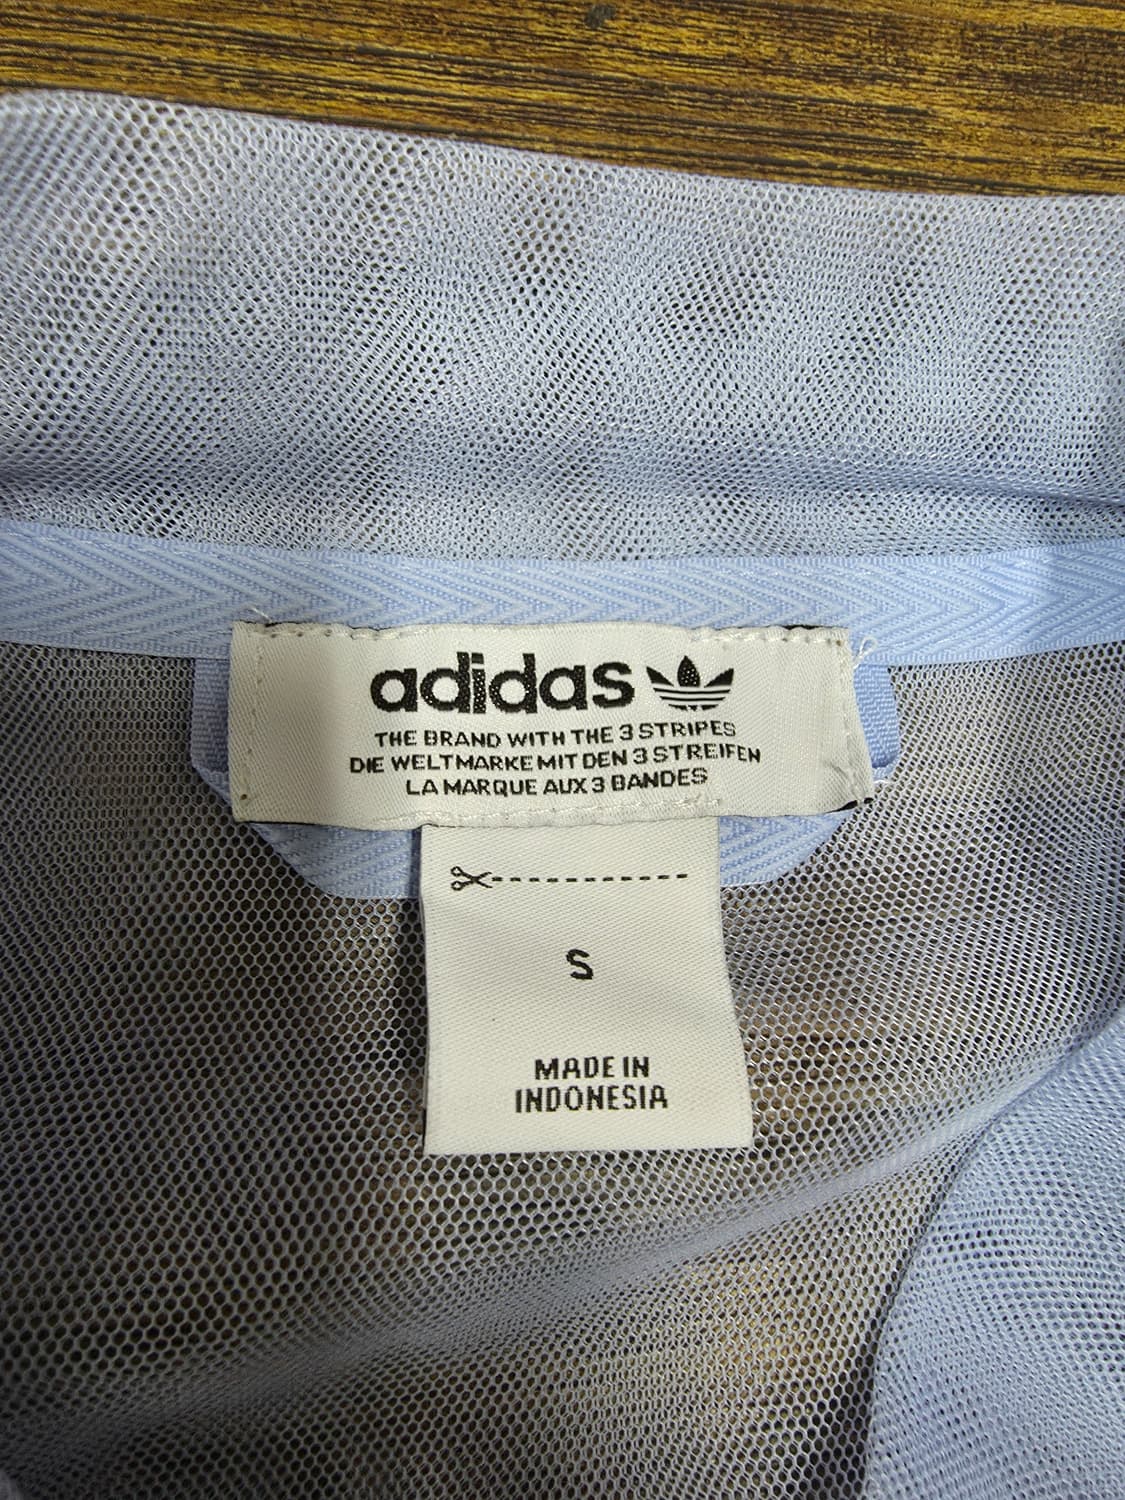 adidas
THE BRAND WITH THE 3 STRIPES
DIE WELTMARKE MIT DEN 3 STREIFEN
LA MARQUE AUX 3 BANDES
S
MADE IN
INDONESIA